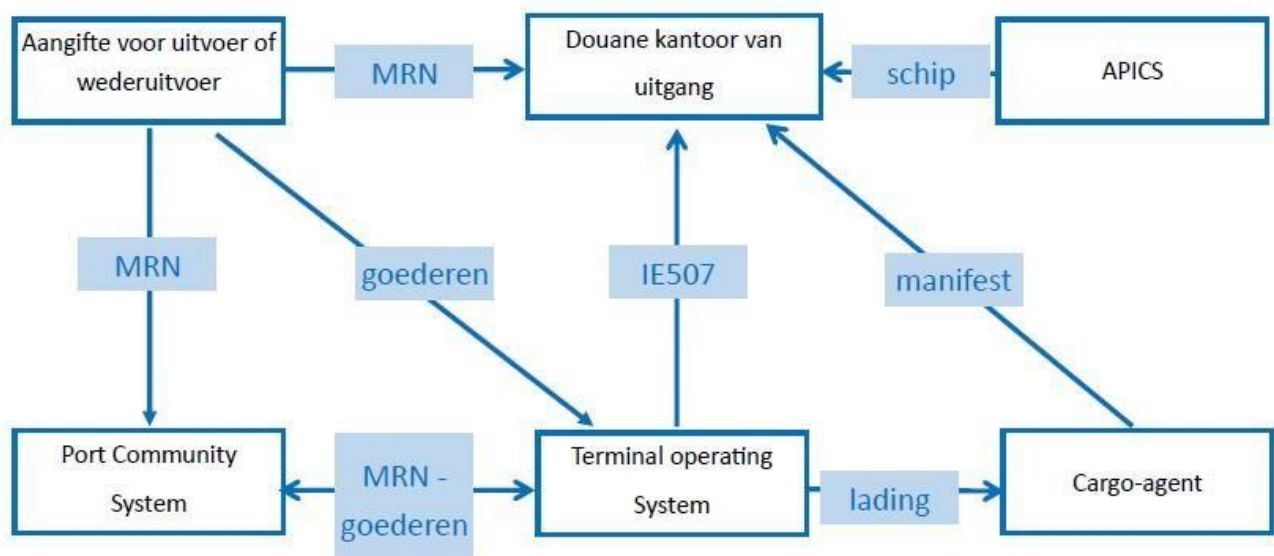 Aangifte voor uitvoer of
wederuitvoer
MRN
Douane kantoor van
uitgang
schip
APICS
MRN
goederen
IE507
manifest
Port Community
System
MRN -
goederen
Terminal operating
System
lading
Cargo-agent